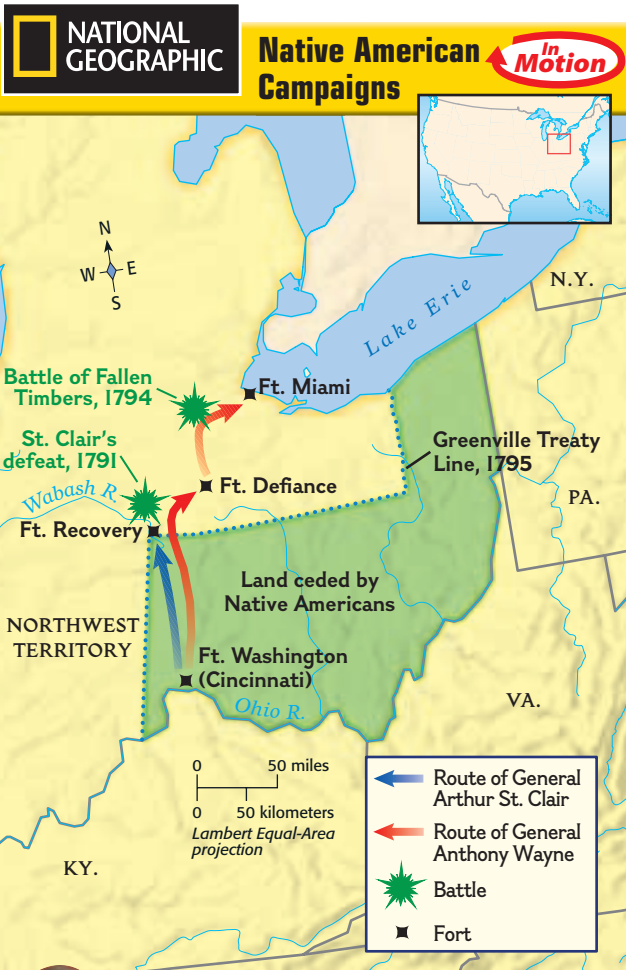 NATIONAL
GEOGRAPHIC
Native American
Campaigns
In
Motion
N
W
E
S
Lake Erie
N.Y.
Battle of Fallen
Timbers, 1794
Ft. Miami
St. Clair's
defeat, 1791
Greenville Treaty
Line, 1795
Wabash R.
Ft. Defiance
PA.
Ft. Recovery
Land ceded by
Native Americans
NORTHWEST
TERRITORY
Ft. Washington
(Cincinnati)
Ohio R.
VA.
0
50 miles
0
50 kilometers
Lambert Equal-Area
projection
KY.
Route of General
Arthur St. Clair
Route of General
Anthony Wayne
Battle
Fort